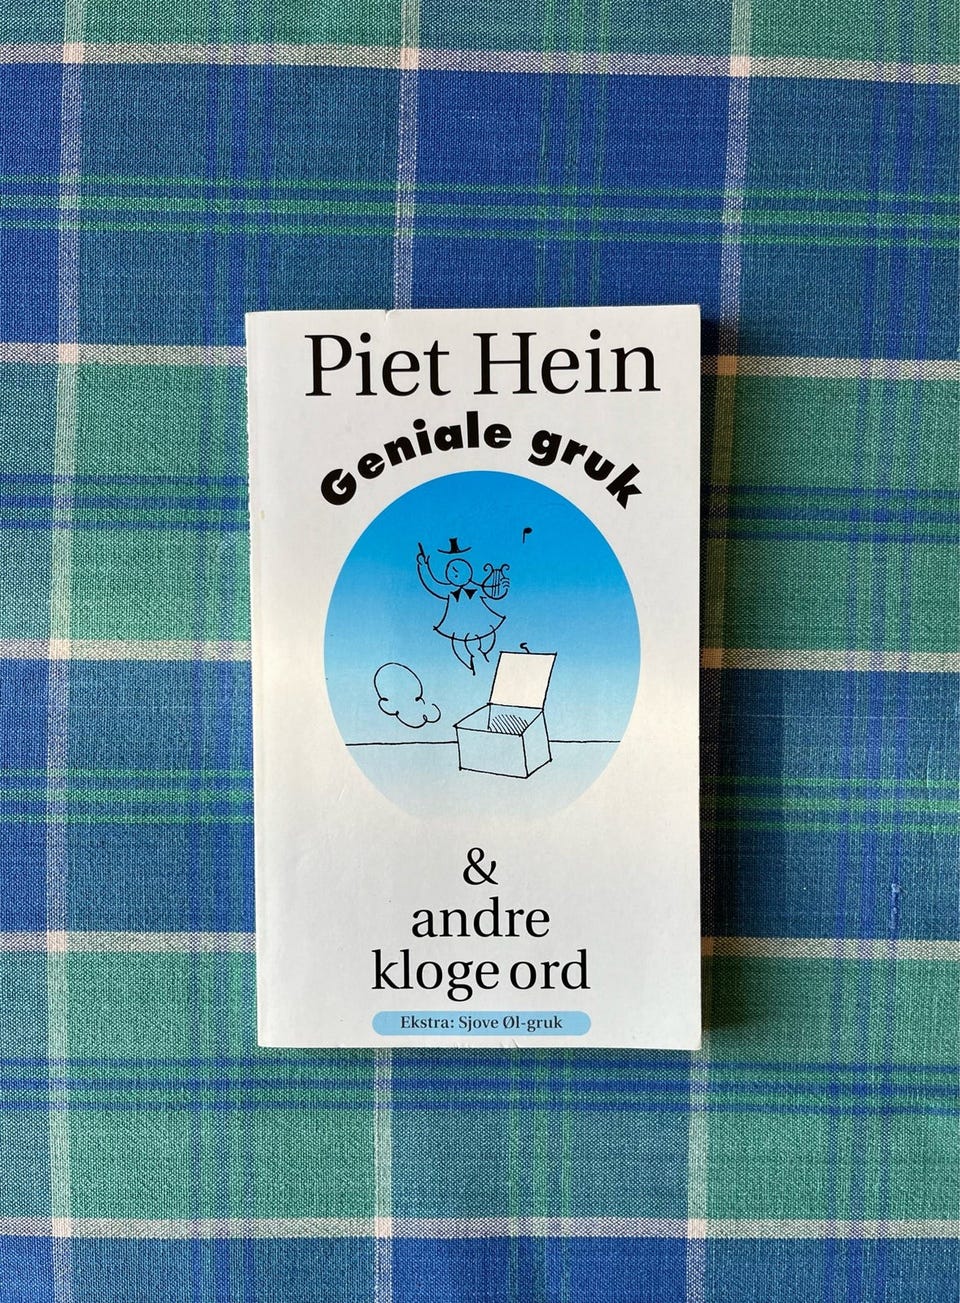 Piet Hein
Geniale gruk
&
andre
kloge ord
Ekstra: Sjove Øl-gruk